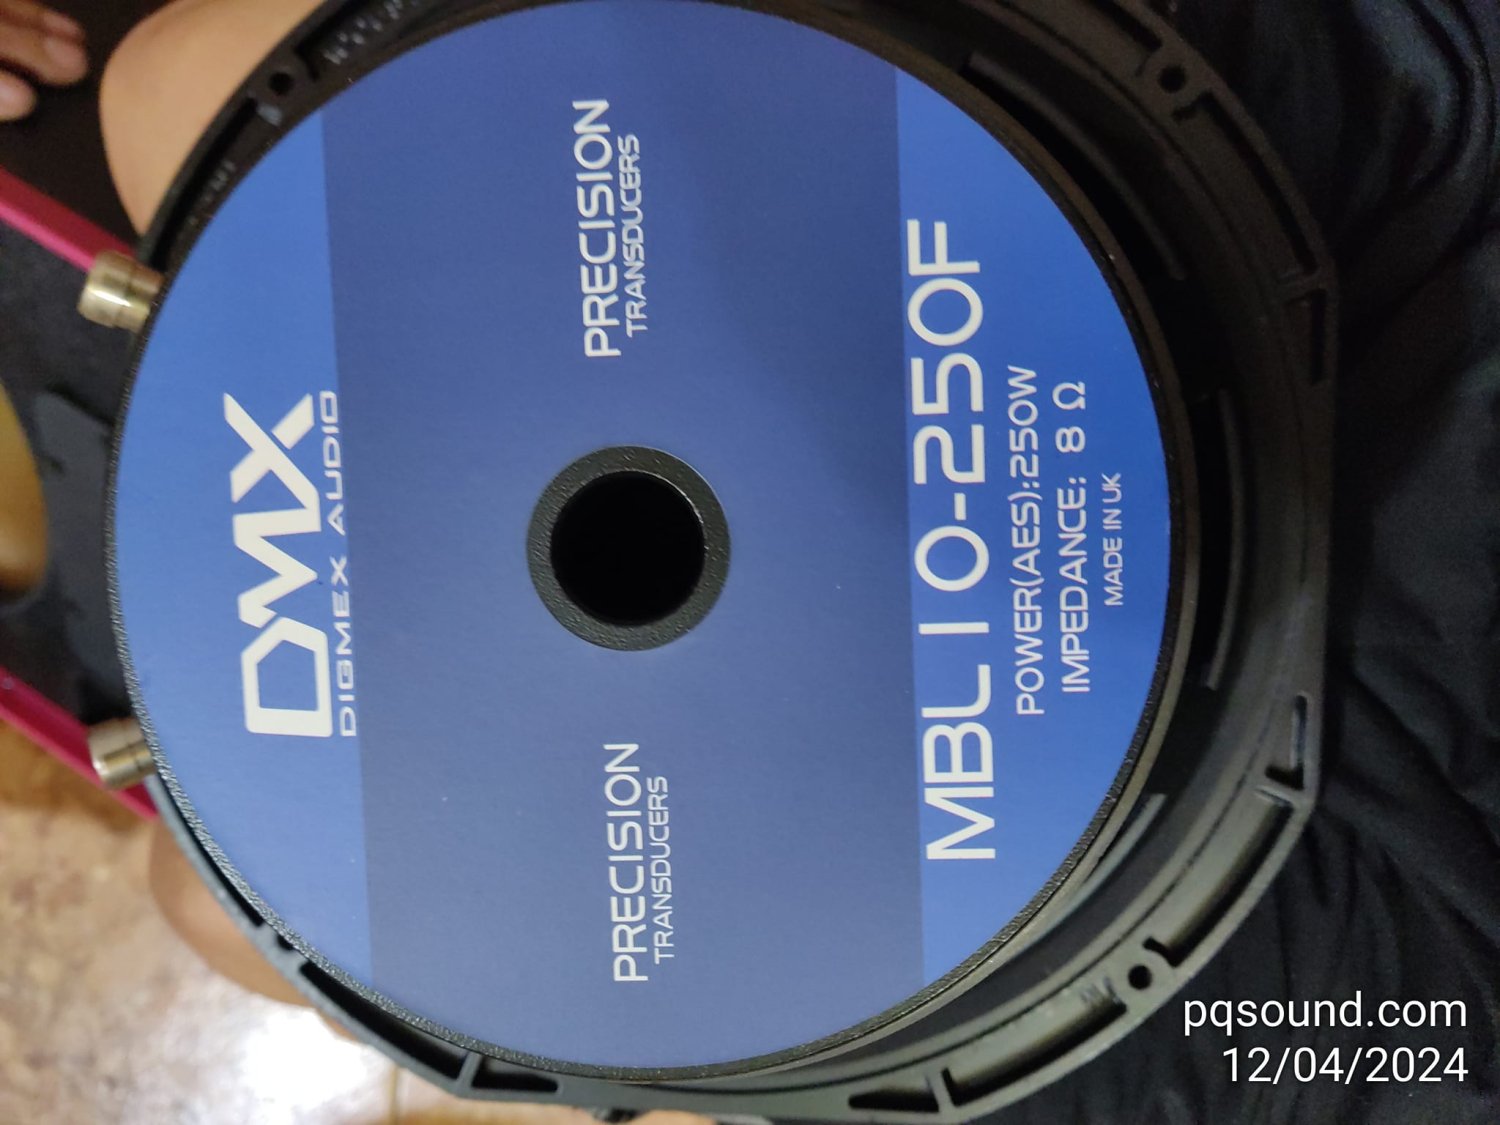 DMX
DIGMEX AUDIO
PRECISION
TRANSDUCERS
PRECISION
TRANSDUCERS
MBL10-250F
POWER(AES):250W
IMPEDANCE: 8 Ω
MADE IN UK
pqsound.com
12/04/2024